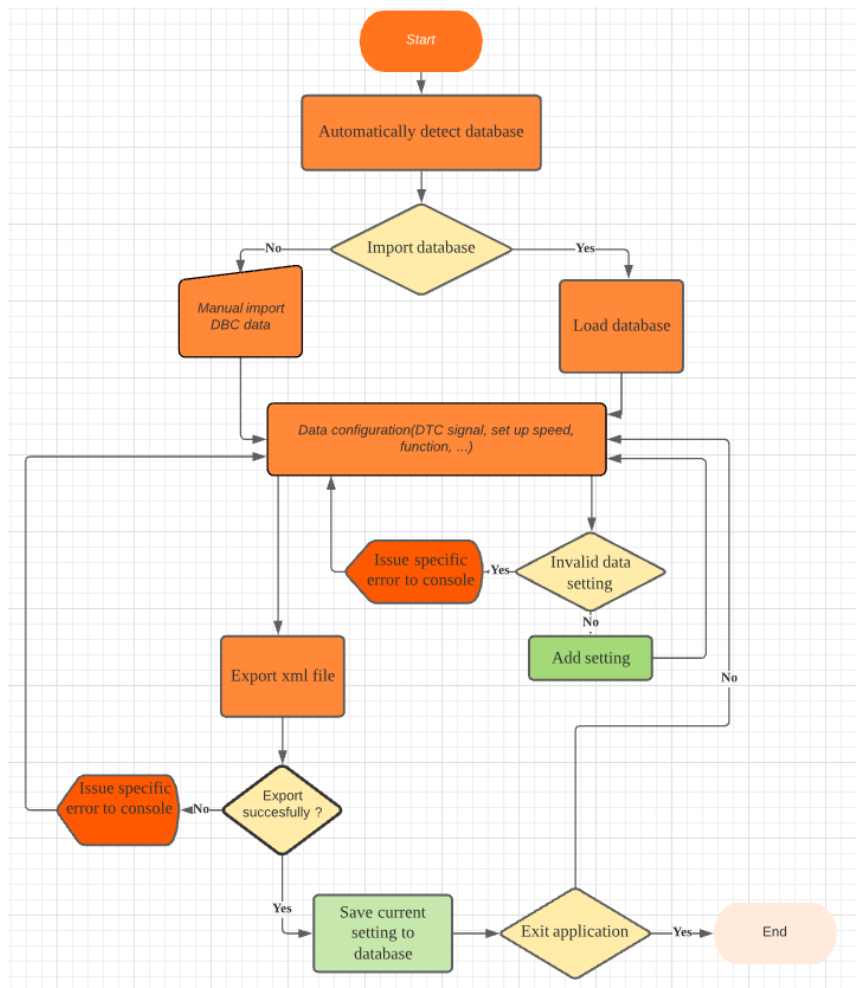 Start
Automatically detect database
Import database
No
Yes
Manual import
DBC data
Load database
Data configuration(DTC signal, set up speed,
function, ...)
Issue specific
error to console
Yes
Invalid data
setting
No
Add setting
Export xml file
No
Issue specific
error to console
No
Export
succesfully ?
Yes
Save current
setting to
database
Exit application
Yes
End